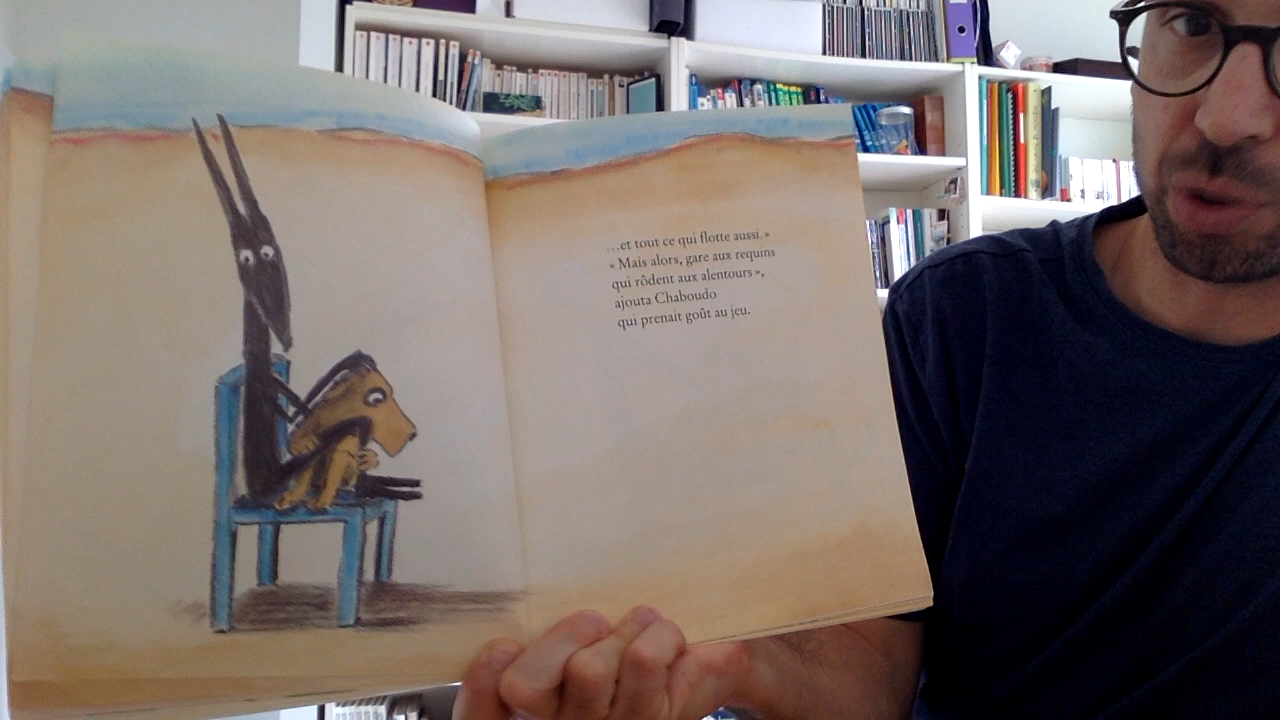 …et tout ce qui flotte aussi. »
« Mais alors, gare aux requins
qui rôdent aux alentours »,
ajouta Chaboudo
qui prenait goût au jeu.